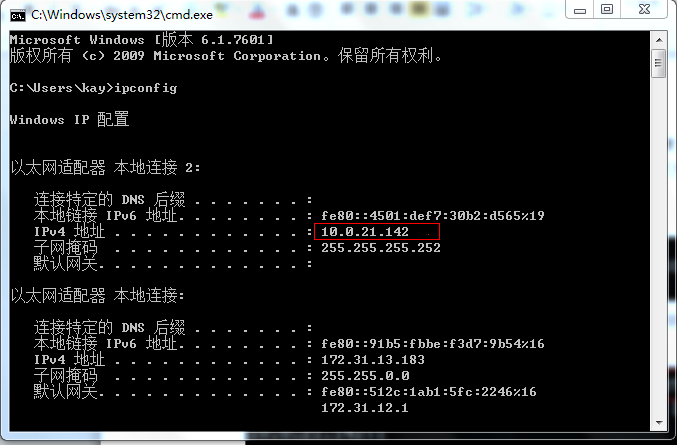 C:\Windows\system32\cmd.exe
Microsoft Windows [版本 6.1.7601]
版权所有 (c) 2009 Microsoft Corporation。保留所有权利。
C:\Users\kay>ipconfig
Windows IP 配置
以太网适配器 本地连接 2:
连接特定的 DNS 后缀 . . . . . . . :
本地链接 IPv6 地址. . . . . . . . : fe80::4501:def7:30b2:d565%19
IPv4 地址 . . . . . . . . . . . . : 10.0.21.142
子网掩码 . . . . . . . . . . . . : 255.255.255.252
默认网关. . . . . . . . . . . . . :
以太网适配器 本地连接:
连接特定的 DNS 后缀 . . . . . . . :
本地链接 IPv6 地址. . . . . . . . : fe80::91b5:fbbe:f3d7:9b54%16
IPv4 地址 . . . . . . . . . . . . : 172.31.13.183
子网掩码 . . . . . . . . . . . . : 255.255.0.0
默认网关. . . . . . . . . . . . . : fe80::512c:1ab1:5fc:2246%16
172.31.12.1